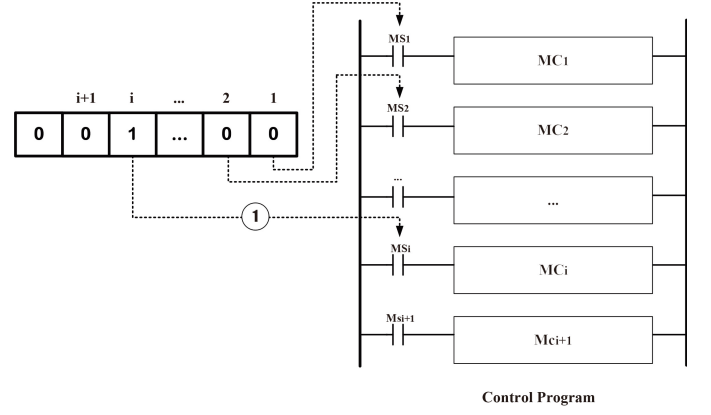 MS1
MC1
i+1 i ... 2 1
0 0 1 ... 0 0
MS2
MC2
...
...
1
MSi
MCi
Msi+1
Mci+1
Control Program